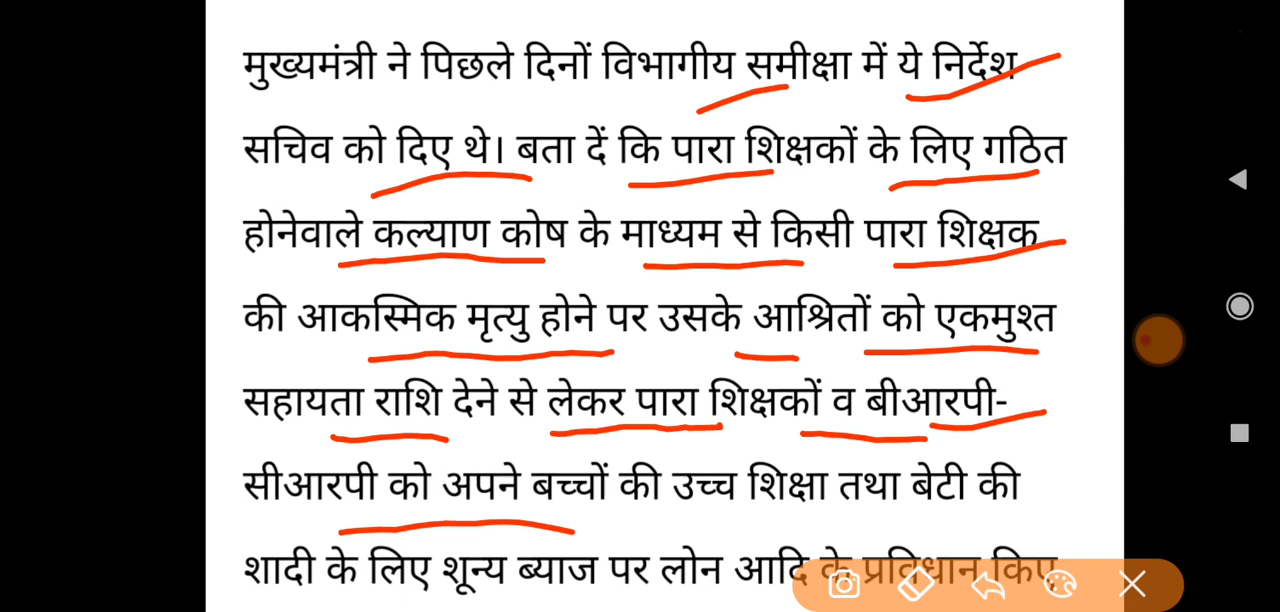 मुख्यमंत्री ने पिछले दिनों विभागीय समीक्षा में ये निर्देश
सचिव को दिए थे। बता दें कि पारा शिक्षकों के लिए गठित
होनेवाले कल्याण कोष के माध्यम से किसी पारा शिक्षक
की आकस्मिक मृत्यु होने पर उसके आश्रितों को एकमुश्त
सहायता राशि देने से लेकर पारा शिक्षकों व बीआरपी-
सीआरपी को अपने बच्चों की उच्च शिक्षा तथा बेटी की
शादी के लिए शून्य ब्याज पर लोन आदि के प्रविधान किए